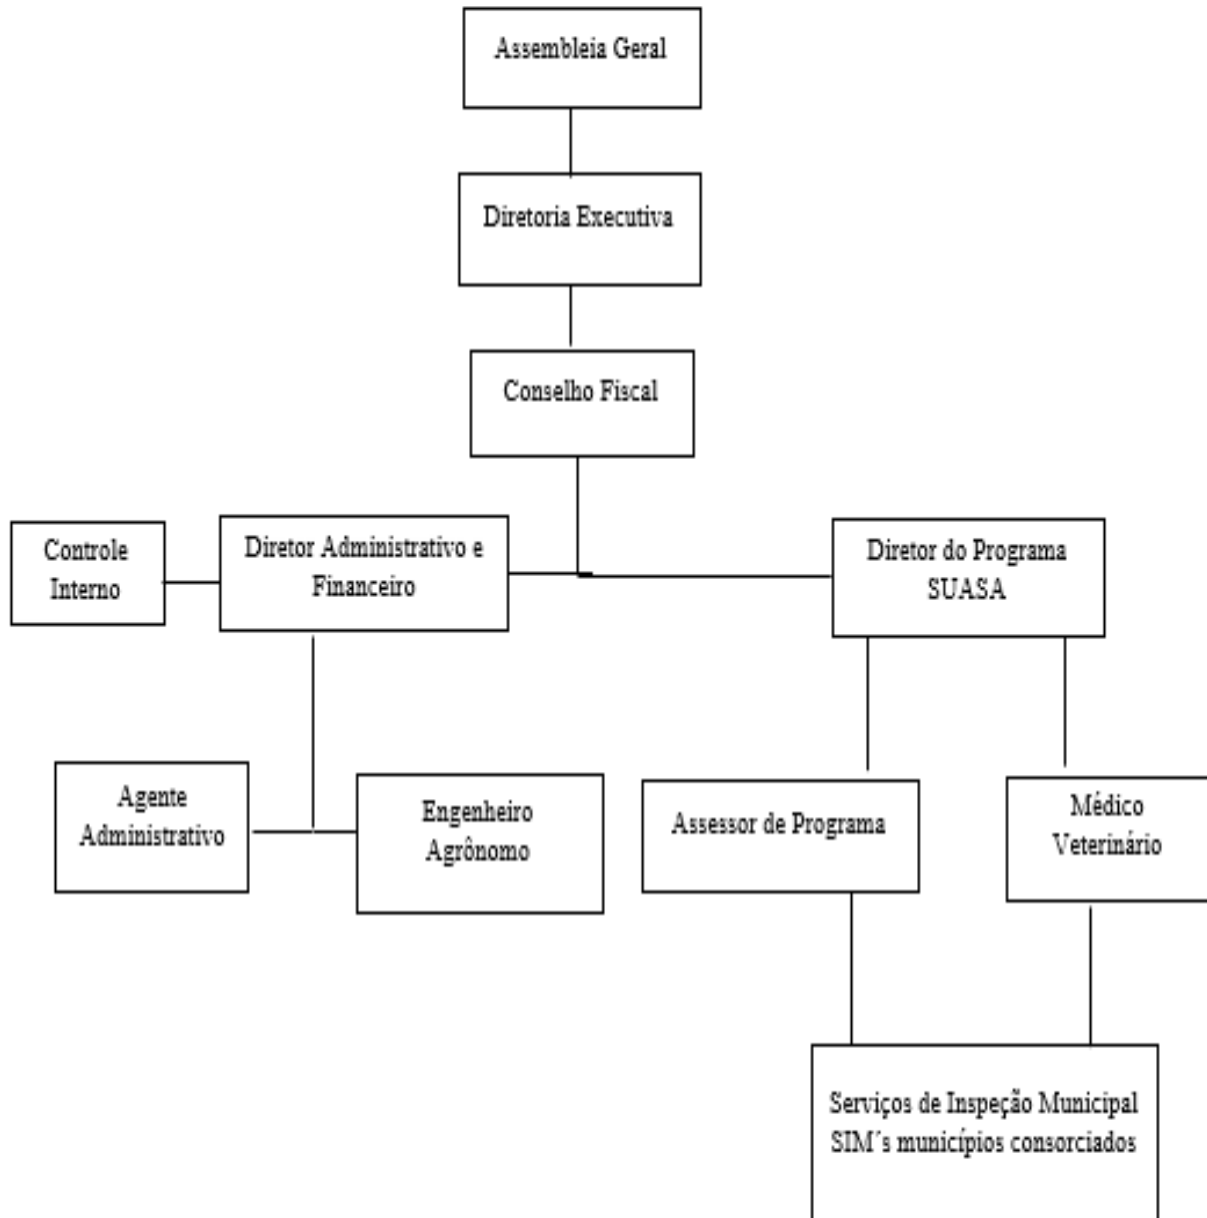 Assembleia Geral
Diretoria Executiva
Conselho Fiscal
Controle
Interno
Diretor Administrativo e
Financeiro
Diretor do Programa
SUASA
Agente
Administrativo
Engenheiro
Agrônomo
Assessor de Programa
Médico
Veterinário
Serviços de Inspeção Municipal
SIM´s municípios consorciados